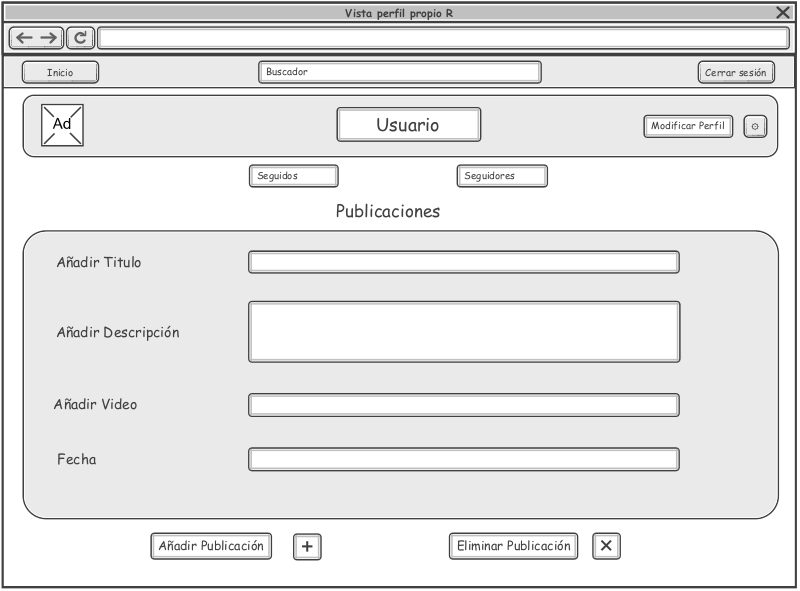 Vista perfil propio R
Inicio
Buscador
Cerrar sesión
Ad
Usuario
Modificar Perfil
Seguidos
Seguidores
Publicaciones
Añadir Titulo
Añadir Descripción
Añadir Video
Fecha
Añadir Publicación
Eliminar Publicación